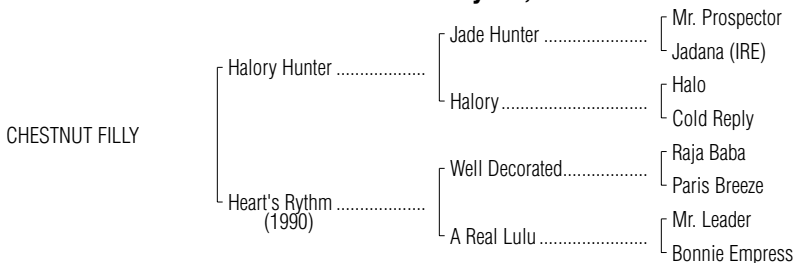 Mr. Prospector
Jade Hunter ......................
Jadana (IRE)
Halory Hunter ...................
Halo
Halory...............................
Cold Reply
CHESTNUT FILLY
Raja Baba
Well Decorated..................
Paris Breeze
Heart's Rythm ...................
(1990)
Mr. Leader
A Real Lulu .......................
Bonnie Empress